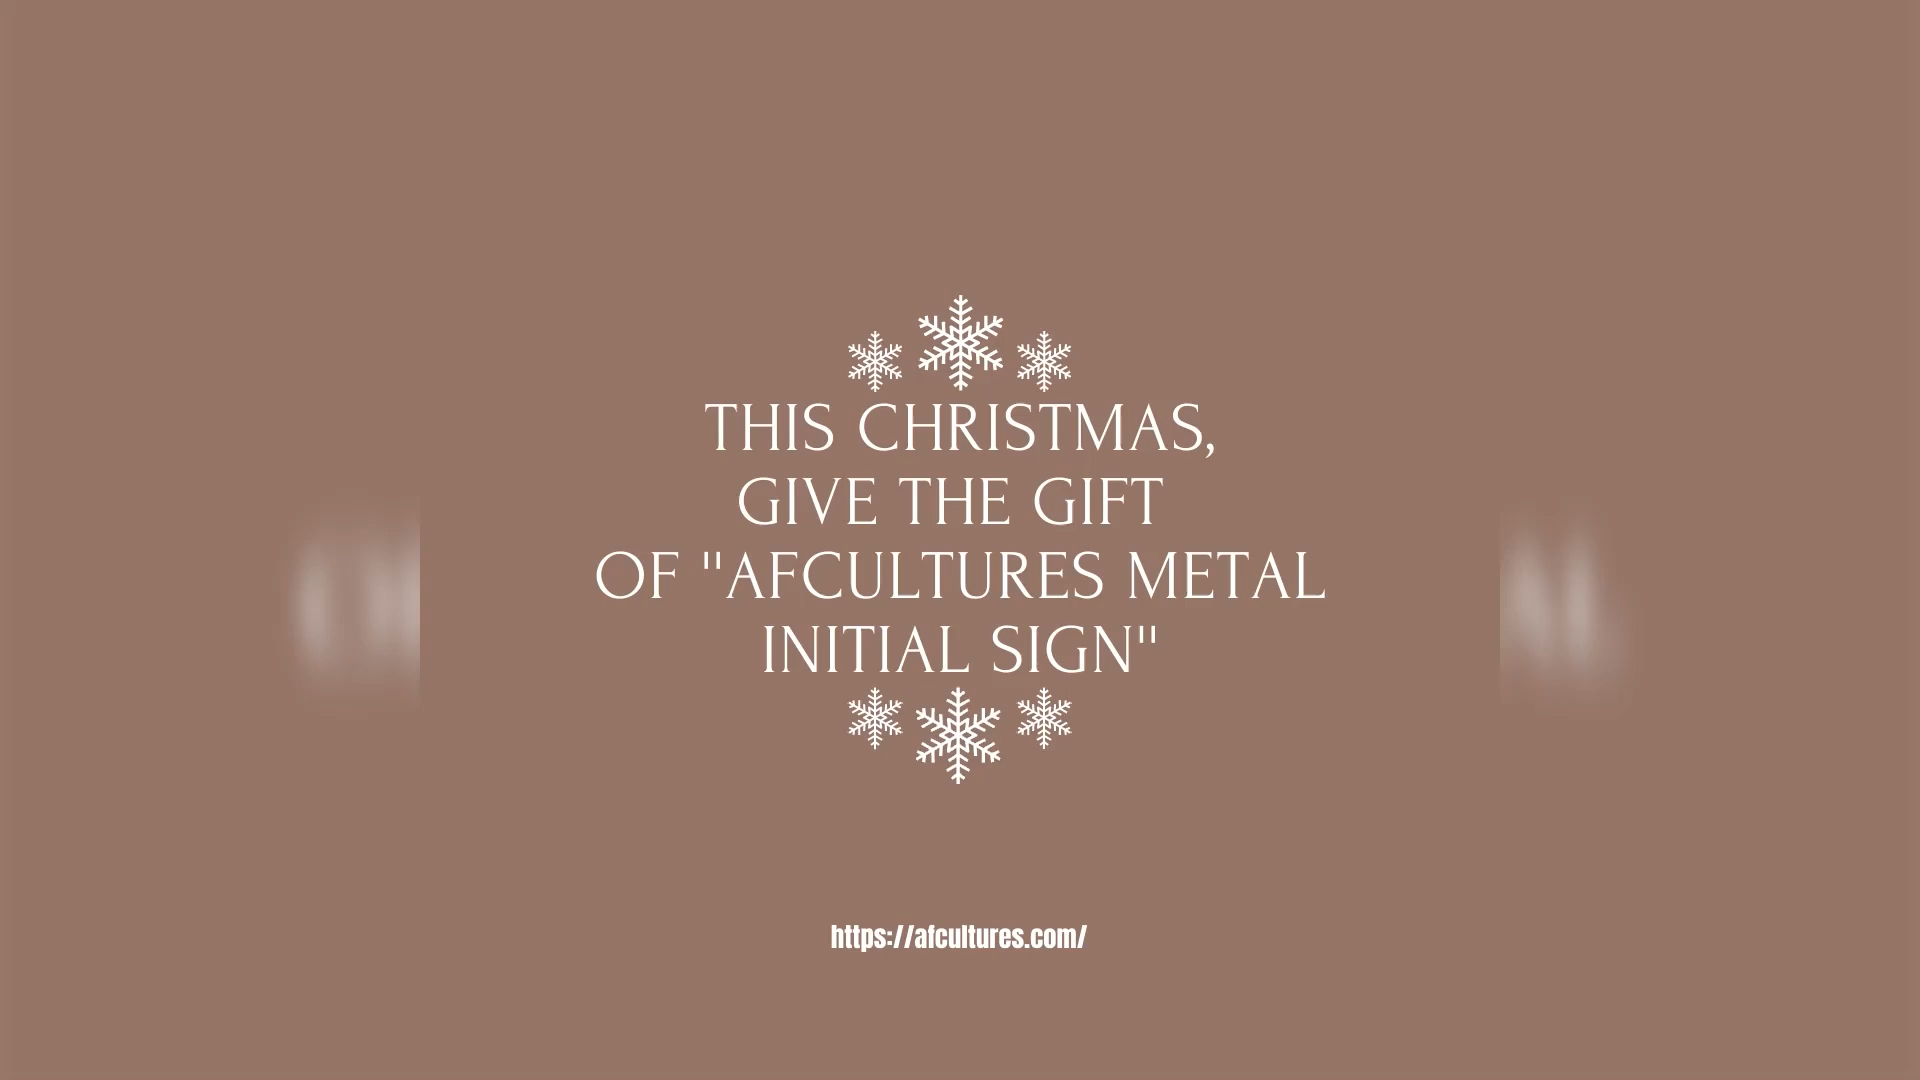 THIS CHRISTMAS,
GIVE THE GIFT
OF "AFCULTURES METAL
INITIAL SIGN"
https://afcultures.com/